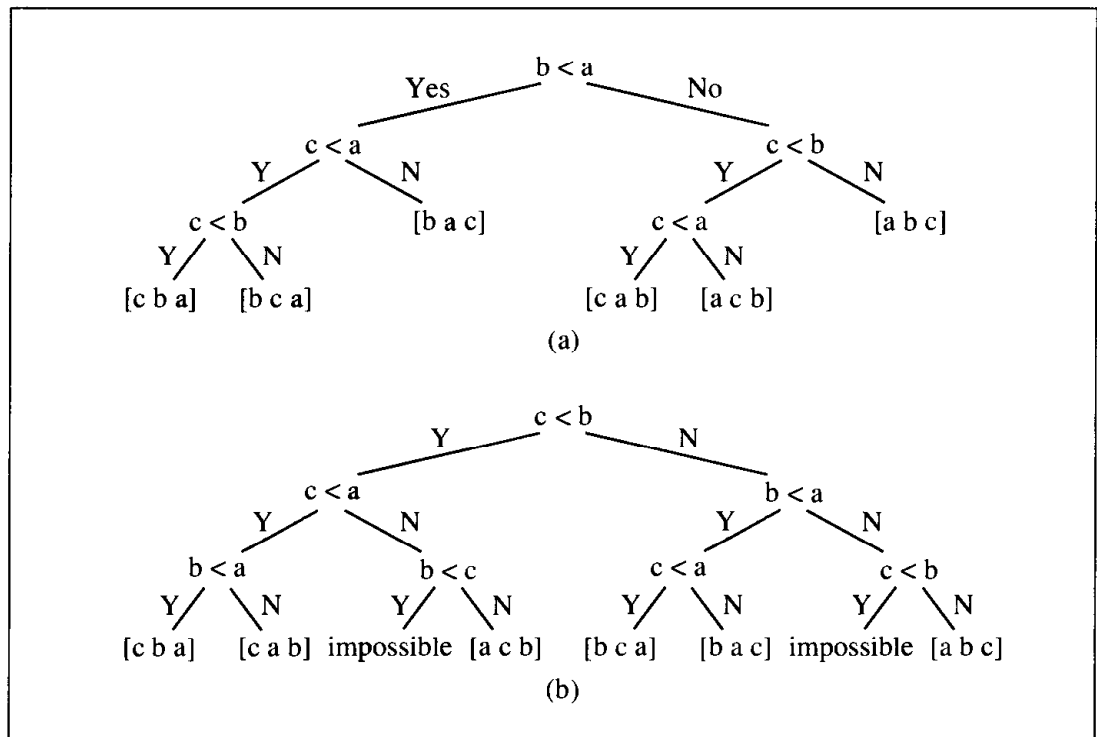 b < a
Yes No
c < a c < b
Y N Y N
c < b [b a c] c < a [a b c]
Y N Y N
[c b a] [b c a] [c a b] [a c b]
(a)
c < b
Y N
c < a b < a
Y N Y N
b < a b < c c < a c < b
Y N Y N Y N Y N
[c b a] [c a b] impossible [a c b] [b c a] [b a c] impossible [a b c]
(b)